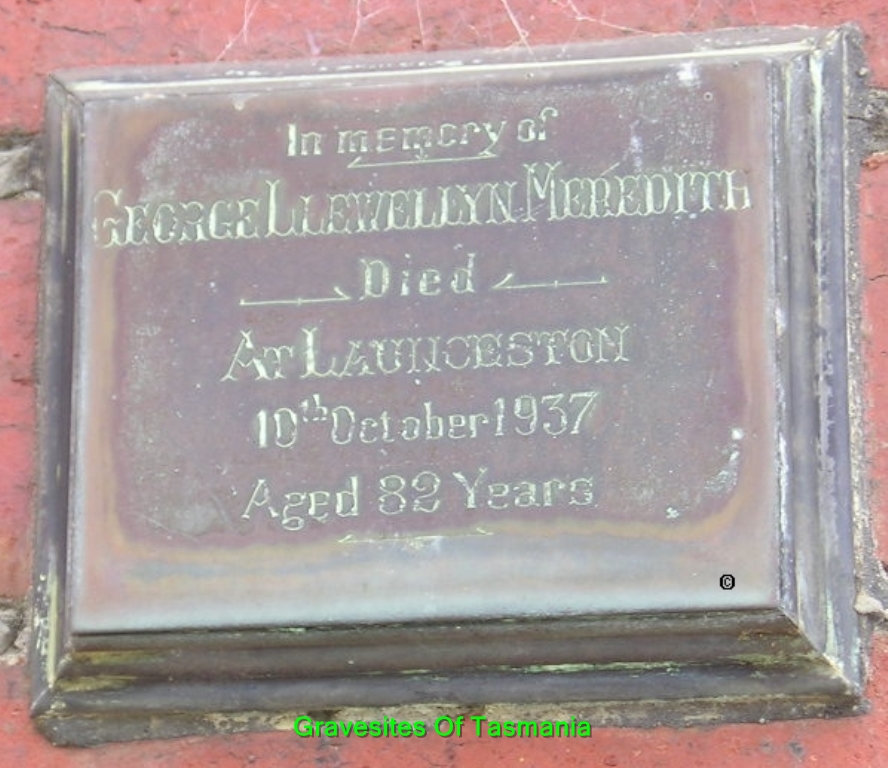 In memory of
GEORGE LLEWELLYN MEREDITH
Died
AT LAUNCESTON
10th October 1937
Aged 82 Years
©
Gravesites Of Tasmania